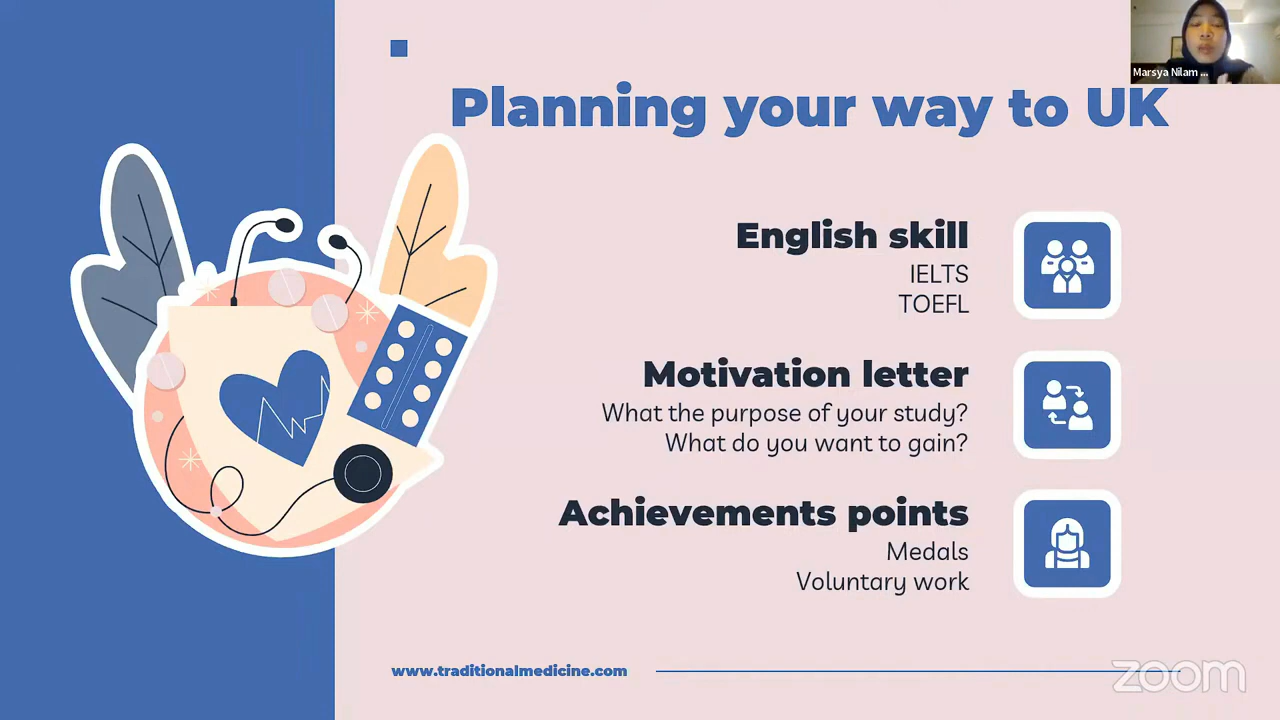 Marsya Nilam ...
Planning your way to UK
English skill
IELTS
TOEFL
Motivation letter
What the purpose of your study?
What do you want to gain?
Achievements points
Medals
Voluntary work
www.traditionalmedicine.com
zoom